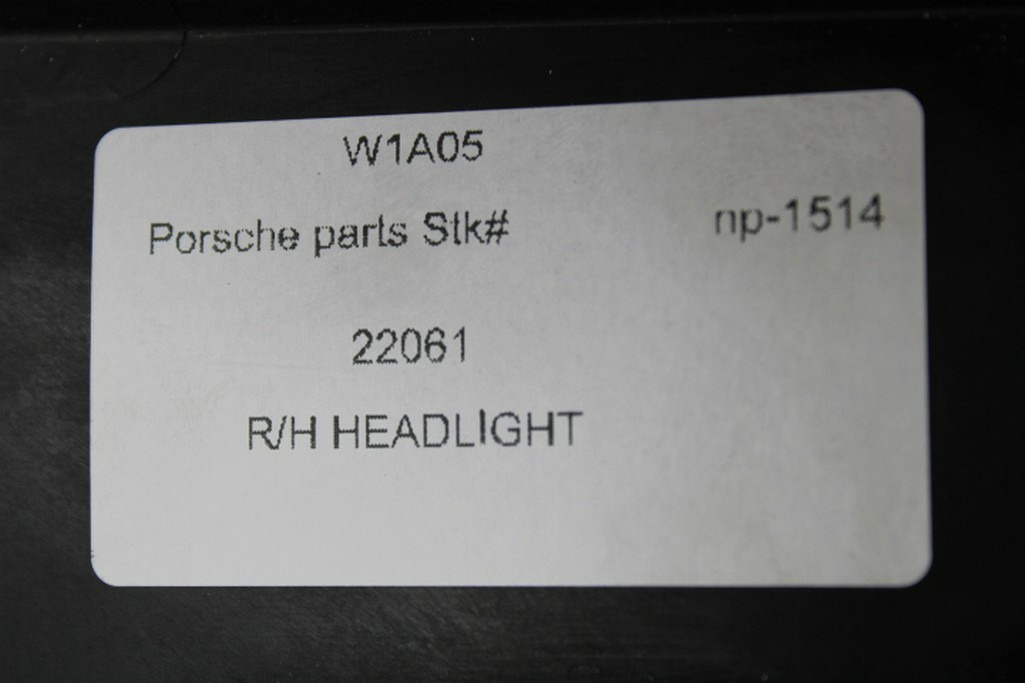 W1A05
Porsche parts Stk# np-1514
22061
R/H HEADLIGHT